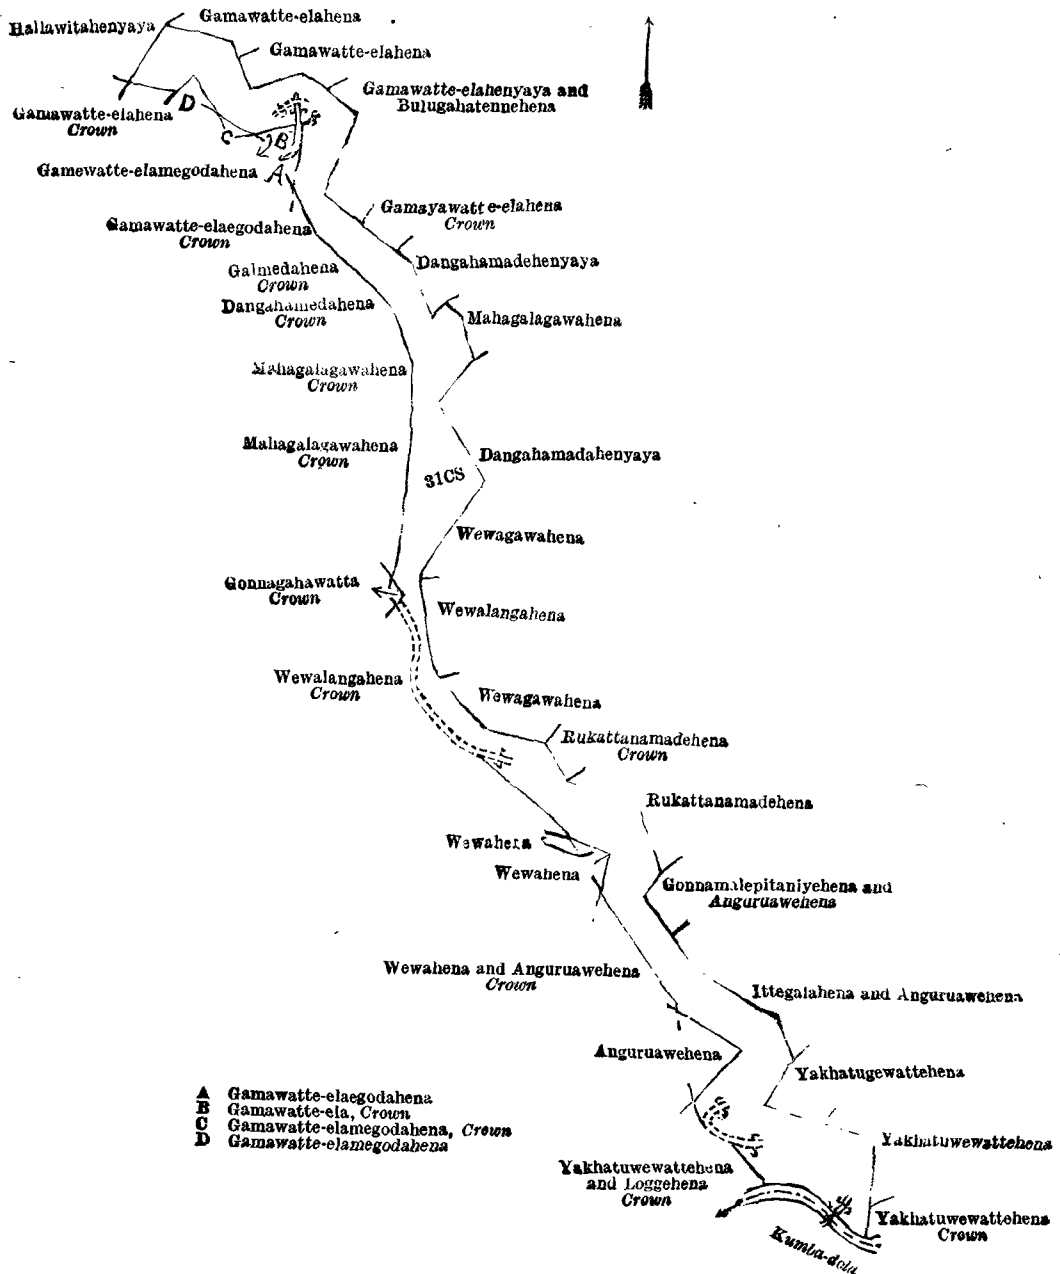 Gamawatte-elahena
Hallawitahenyaya
Gamawatte-elahena
Gamawatte-elahenyaya and
Bulugahatennehena
D
Gamawatte-elahena
Crown
C
B
Gamewatte-elamegodahena
A
Gamayawatte-elahena
Crown
Gamawatte-elaegodahena
Crown
Dangahamadehenyaya
Galmedahena
Crown
Dangahamedahena
Crown
Mahagalagawahena
Mahagalagawahena
Crown
Mahagalagawahena
Crown
Dangahamadahenyaya
31CS
Wewagawahena
Gonnagahawatta
Crown
Wewalangahena
Wewalangahena
Crown
Wewagawahena
Rukattanamadehena
Crown
Rukattanamadehena
Wewahena
Wewahena
Gonnamalepitaniyehena and
Anguruawehena
Wewahena and Anguruawehena
Crown
Ittegalahena and Anguruawehena
Anguruawehena
Yakhatugewattehena
A Gamawatte-elaegodahena
B Gamawatte-ela, Crown
C Gamawatte-elamegodahena, Crown
D Gamawatte-elamegodahena
Yakhatuwewattehena
Yakhatuwewattehena
and Loggehena
Crown
Yakhatuwewattehena
Crown
Kumba-dola